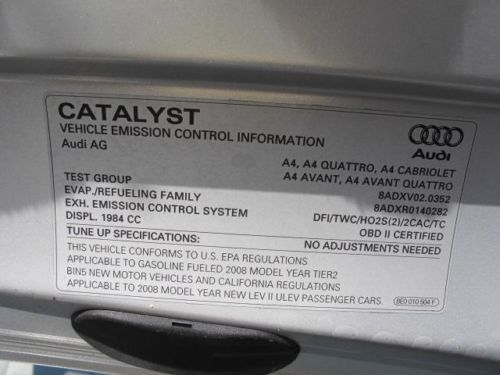 CATALYST
VEHICLE EMISSION CONTROL INFORMATION
Audi AG
Audi
A4, A4 QUATTRO, A4 CABRIOLET
A4 AVANT, A4 AVANT QUATTRO
TEST GROUP 8ADXV02.0352
EVAP./REFUELING FAMILY 8ADXR0140282
EXH. EMISSION CONTROL SYSTEM DFI/TWC/HO2S(2)/2CAC/TC
DISPL. 1984 CC OBD II CERTIFIED
TUNE UP SPECIFICATIONS: NO ADJUSTMENTS NEEDED
THIS VEHICLE CONFORMS TO U.S. EPA REGULATIONS
APPLICABLE TO GASOLINE FUELED 2008 MODEL YEAR TIER2
BIN5 NEW MOTOR VEHICLES AND CALIFORNIA REGULATIONS
APPLICABLE TO 2008 MODEL YEAR NEW LEV II ULEV PASSENGER CARS.
8E0 010 504 F